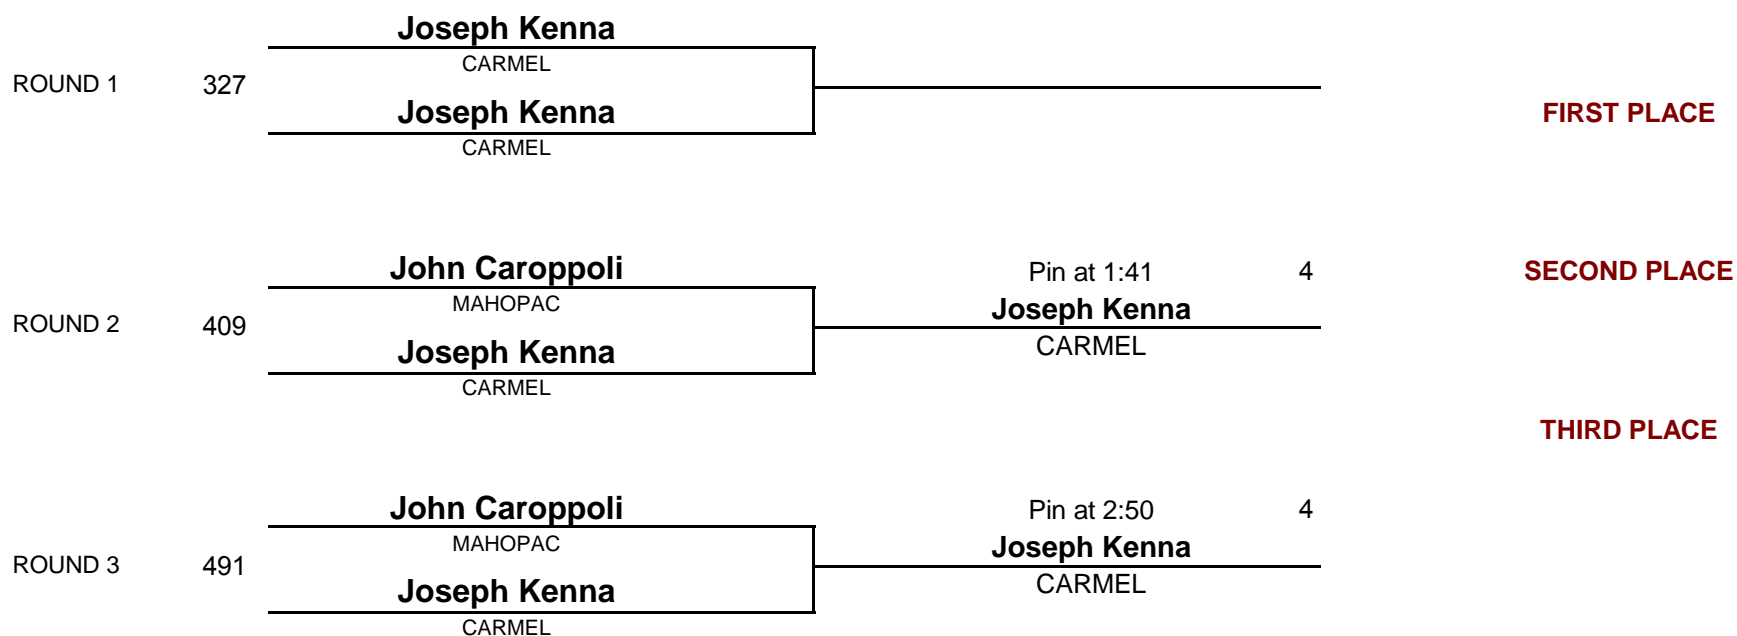 Joseph Kenna
CARMEL
ROUND 1 327
Joseph Kenna
FIRST PLACE
CARMEL
John Caroppoli
Pin at 1:41 4
SECOND PLACE
MAHOPAC
Joseph Kenna
ROUND 2 409
Joseph Kenna
CARMEL
CARMEL
THIRD PLACE
John Caroppoli
Pin at 2:50 4
MAHOPAC
Joseph Kenna
ROUND 3 491
Joseph Kenna
CARMEL
CARMEL